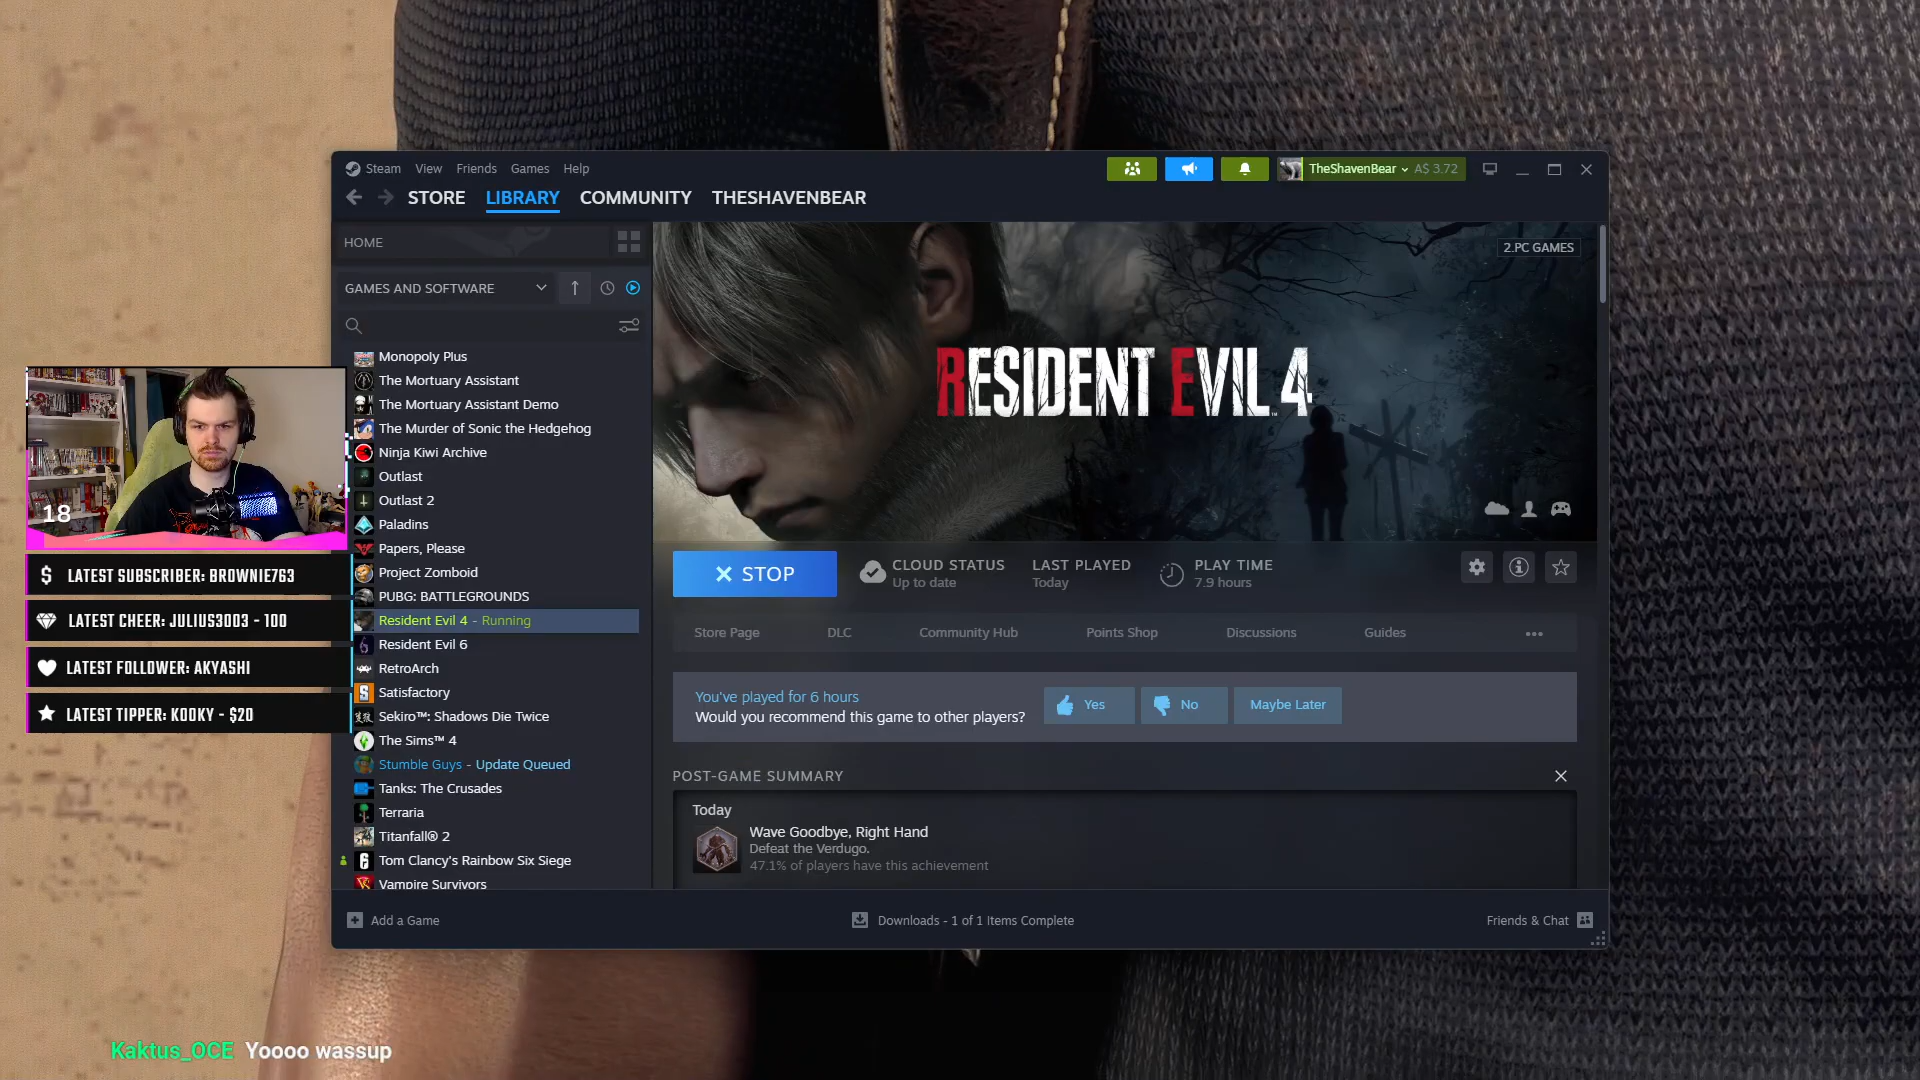 Steam View Friends Games Help
TheShavenBear A$ 3.72
STORE LIBRARY COMMUNITY THESHAVENBEAR
HOME
GAMES AND SOFTWARE
Monopoly Plus
The Mortuary Assistant
The Mortuary Assistant Demo
The Murder of Sonic the Hedgehog
Ninja Kiwi Archive
Outlast
Outlast 2
Paladins
Papers, Please
Project Zomboid
PUBG: BATTLEGROUNDS
Resident Evil 4 - Running
Resident Evil 6
RetroArch
Satisfactory
Sekiro™: Shadows Die Twice
The Sims™ 4
Stumble Guys - Update Queued
Tanks: The Crusades
Terraria
Titanfall® 2
Tom Clancy's Rainbow Six Siege
Vampire Survivors
2.PC GAMES
RESIDENT EVIL 4
STOP
CLOUD STATUS
Up to date
LAST PLAYED
Today
PLAY TIME
7.9 hours
Store Page DLC Community Hub Points Shop Discussions Guides
You've played for 6 hours
Would you recommend this game to other players?
Yes No Maybe Later
POST-GAME SUMMARY
Today
Wave Goodbye, Right Hand
Defeat the Verdugo.
47.1% of players have this achievement
Add a Game
Downloads - 1 of 1 Items Complete
Friends & Chat
18
LATEST SUBSCRIBER: BROWNIE763
LATEST CHEER: JULIUS3003 - 100
LATEST FOLLOWER: AKYASHI
LATEST TIPPER: KOOKY - $20
Kaktus_OCE Yoooo wassup